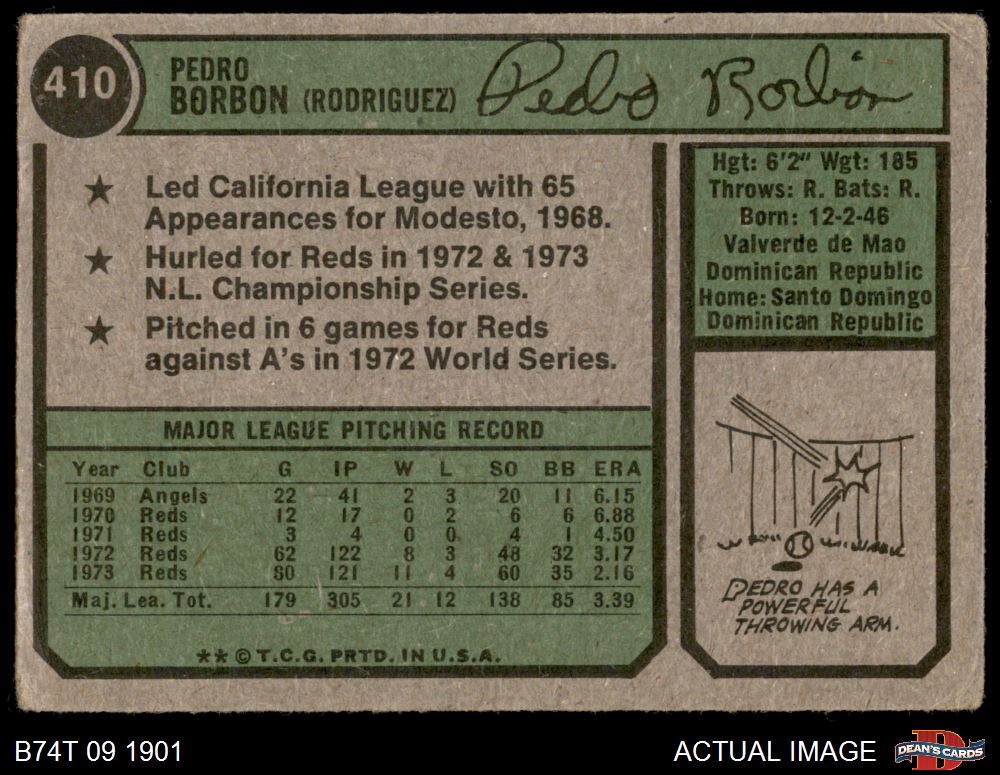 410
PEDRO
BORBON (RODRIGUEZ)
Pedro Borbón
★ Led California League with 65
Appearances for Modesto, 1968.
★ Hurled for Reds in 1972 & 1973
N.L. Championship Series.
★ Pitched in 6 games for Reds
against A's in 1972 World Series.
Hgt: 6'2" Wgt: 185
Throws: R. Bats: R.
Born: 12-2-46
Valverde de Mao
Dominican Republic
Home: Santo Domingo
Dominican Republic
MAJOR LEAGUE PITCHING RECORD
Year Club G IP W L SO BB ERA
1969 Angels 22 41 2 3 20 11 6.15
1970 Reds 12 17 0 2 6 6 6.88
1971 Reds 3 4 0 0 4 1 4.50
1972 Reds 62 122 8 3 48 32 3.17
1973 Reds 80 121 11 4 60 35 2.16
Maj. Lea. Tot. 179 305 21 12 138 85 3.39
★★ © T.C.G. PRTD. IN U.S.A.
PEDRO HAS A
POWERFUL
THROWING ARM.
B74T 09 1901
ACTUAL IMAGE
DEAN'S CARDS